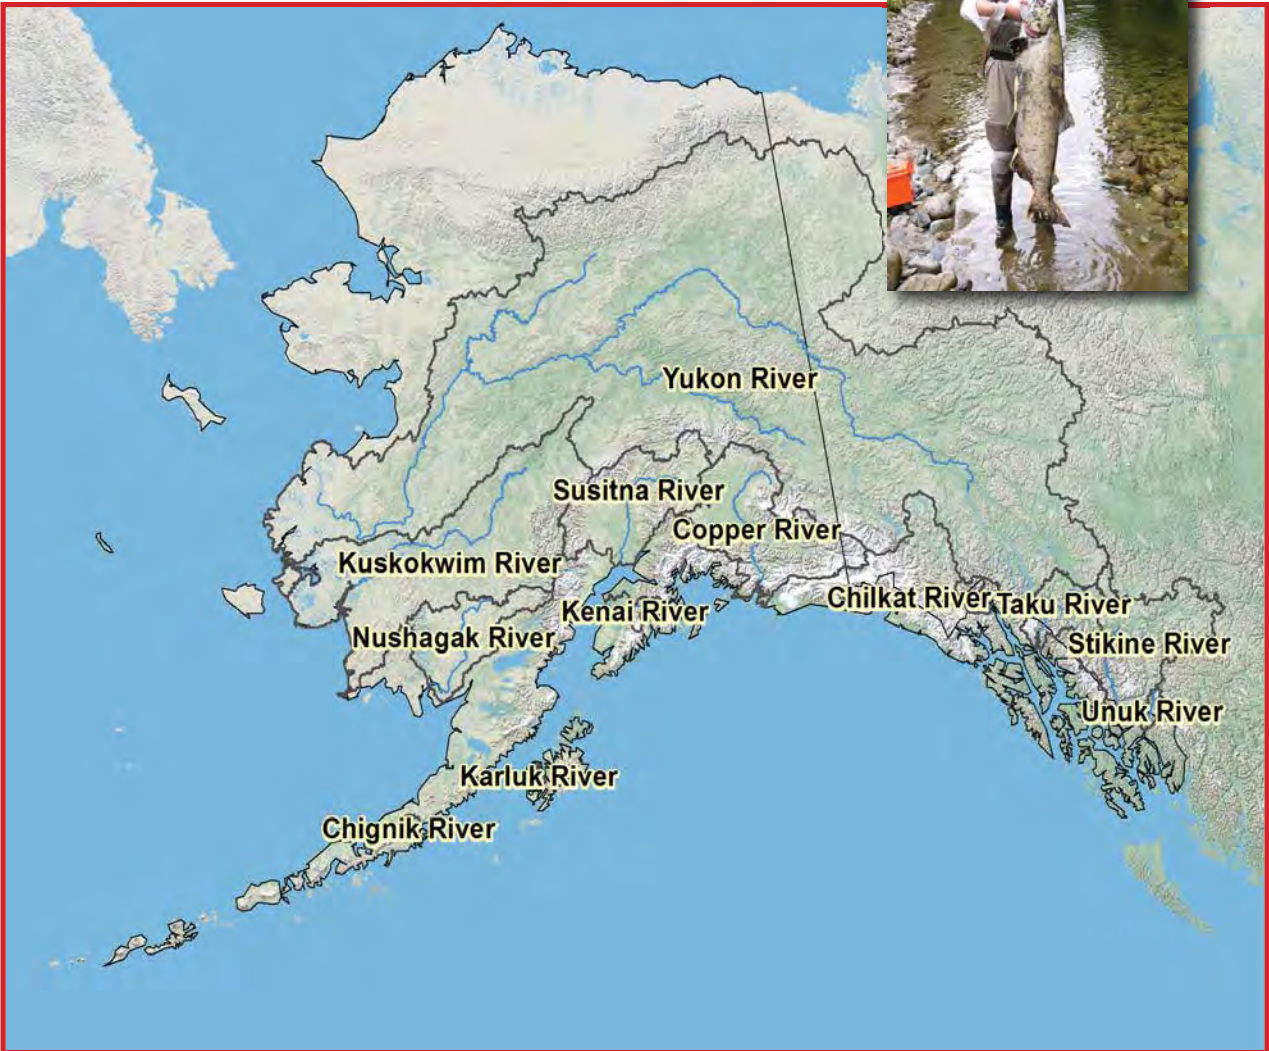 Yukon River
Susitna River
Copper River
Kuskokwim River
Chilkat River
Taku River
Kenai River
Nushagak River
Stikine River
Unuk River
Karluk River
Chignik River